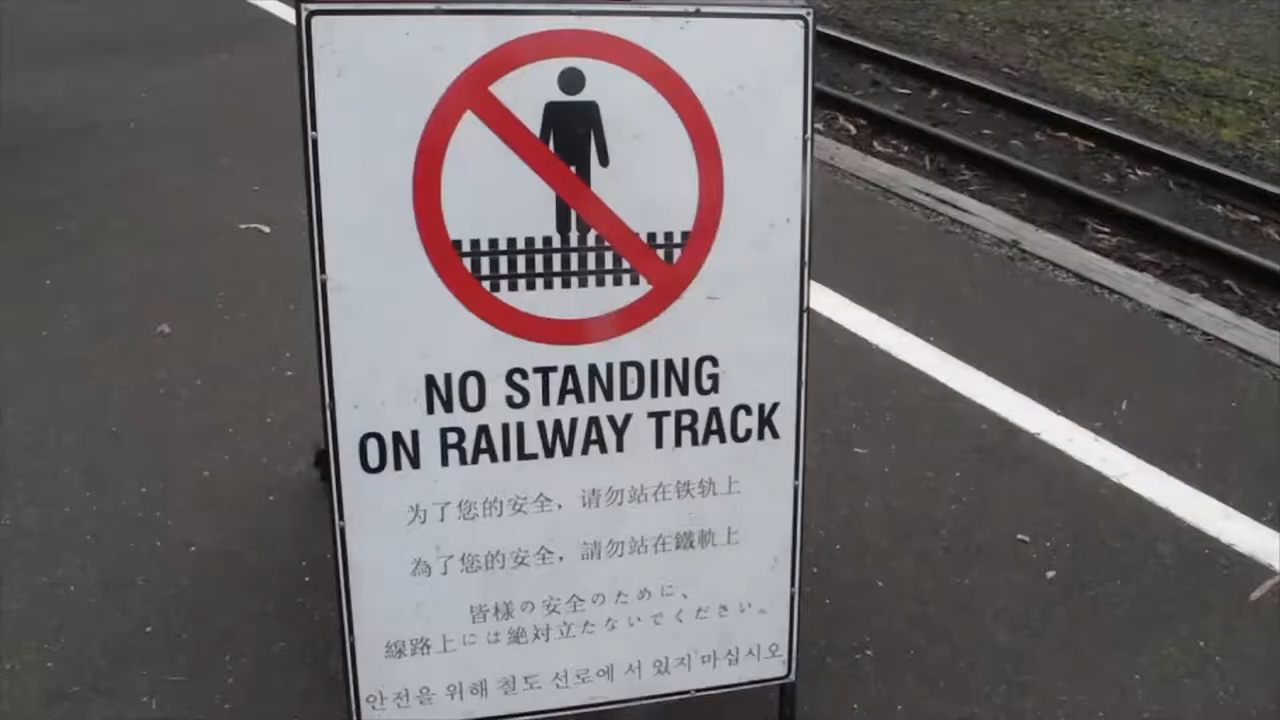 NO STANDING
ON RAILWAY TRACK
为了您的安全，请勿站在铁轨上
為了您的安全，請勿站在鐵軌上
皆様の安全のために、
線路上には絶対立たないでください。
안전을 위해 철도 선로에 서 있지 마십시오